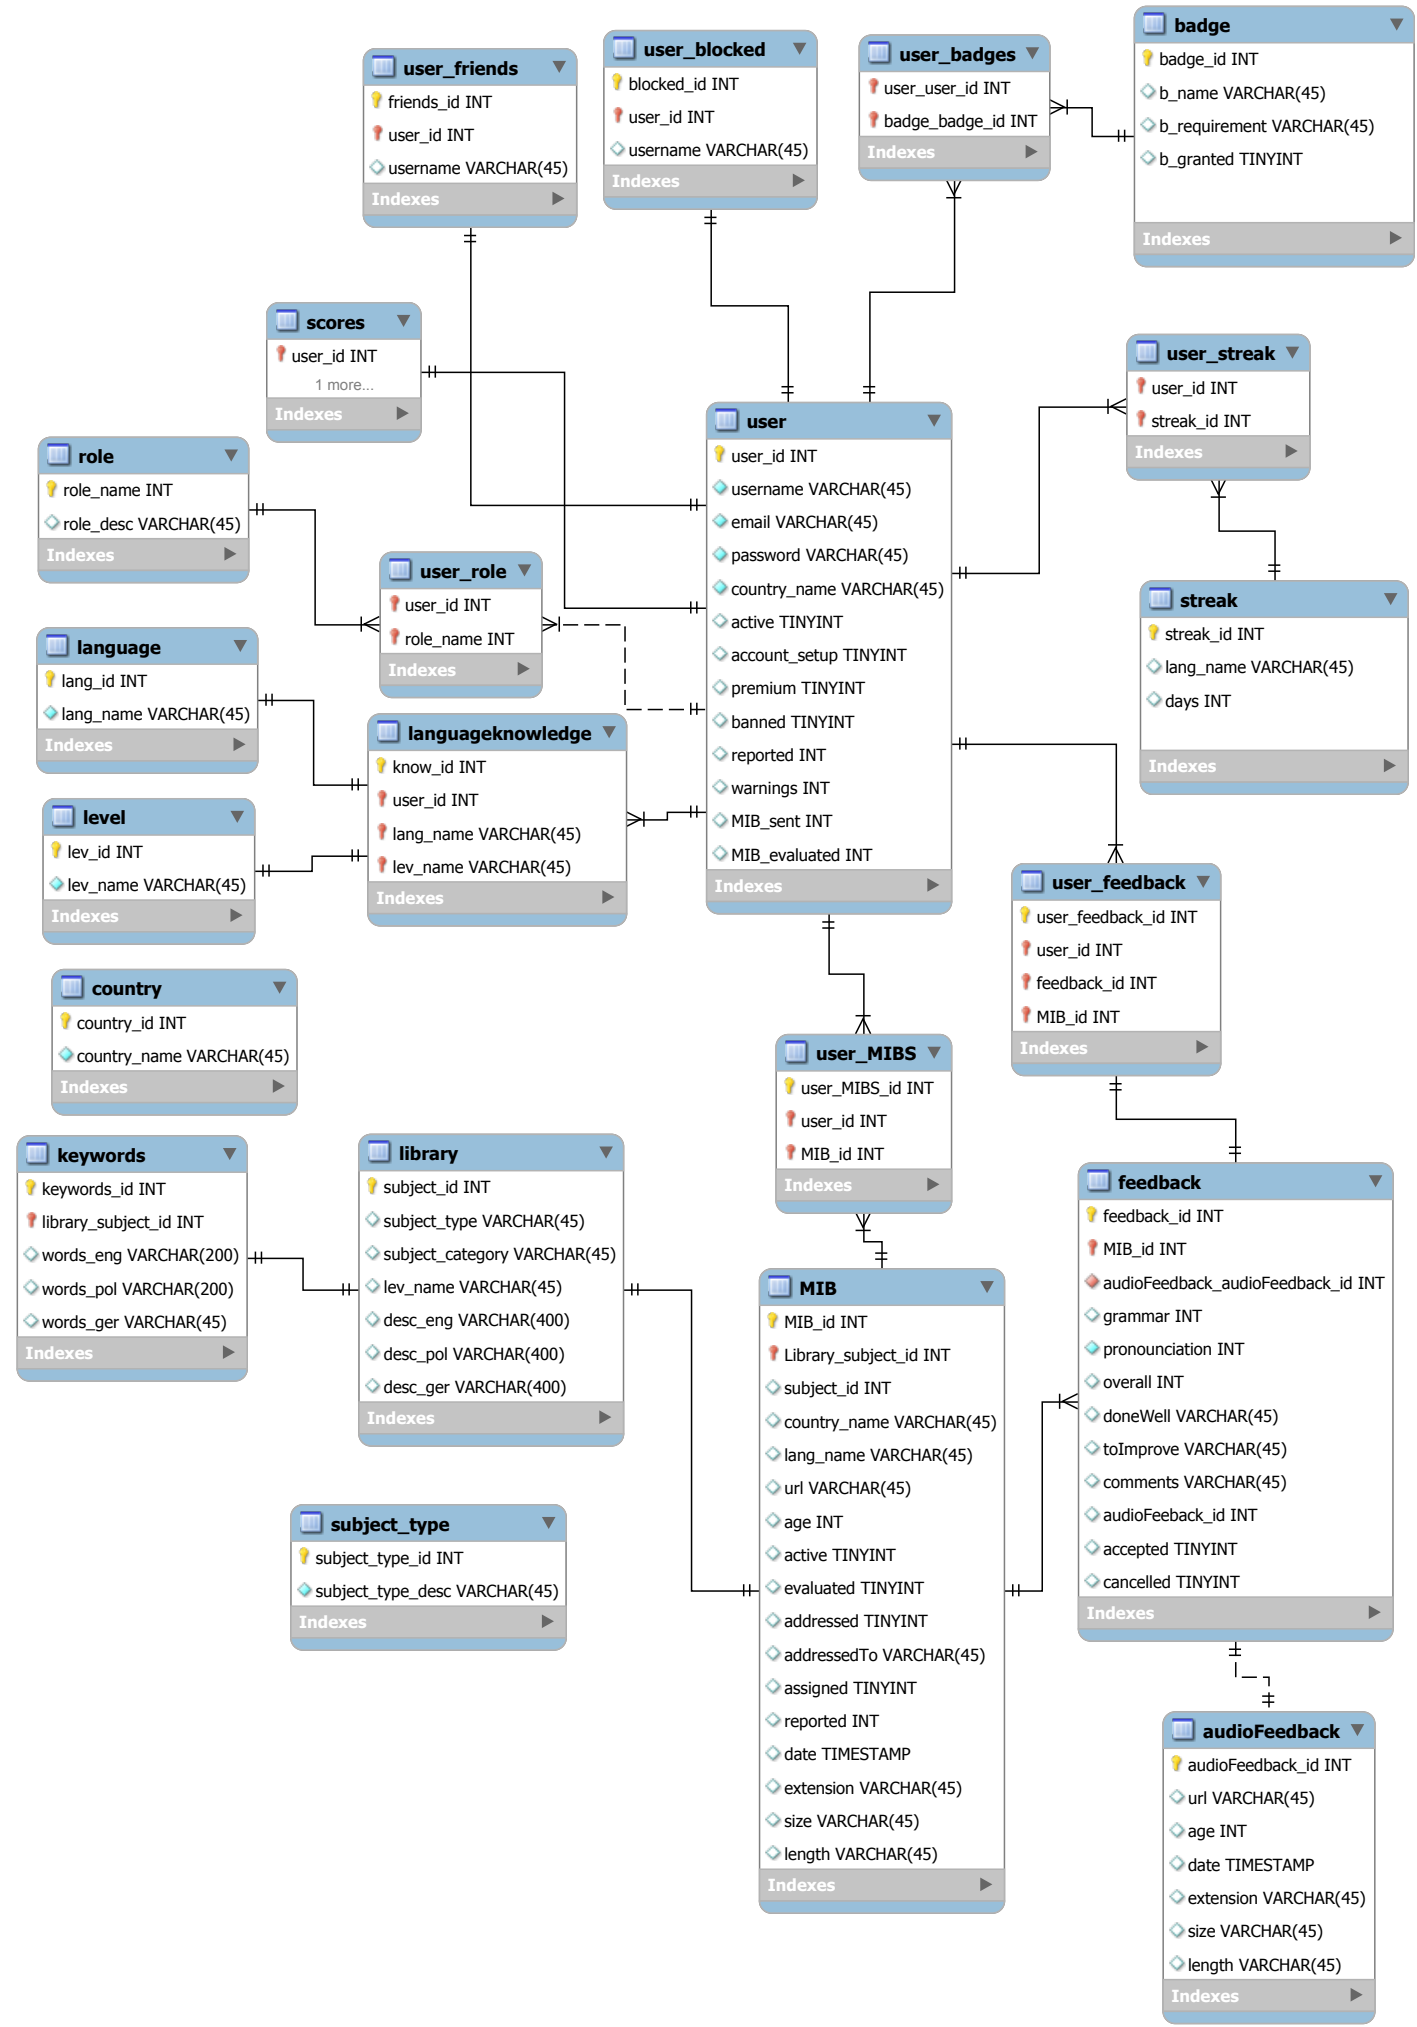 user_friends
friends_id INT
user_id INT
username VARCHAR(45)
Indexes
user_blocked
blocked_id INT
user_id INT
username VARCHAR(45)
Indexes
user_badges
user_user_id INT
badge_badge_id INT
Indexes
badge
badge_id INT
b_name VARCHAR(45)
b_requirement VARCHAR(45)
b_granted TINYINT
Indexes
scores
user_id INT
1 more...
Indexes
user_streak
user_id INT
streak_id INT
Indexes
role
role_name INT
role_desc VARCHAR(45)
Indexes
user_role
user_id INT
role_name INT
Indexes
user
user_id INT
username VARCHAR(45)
email VARCHAR(45)
password VARCHAR(45)
country_name VARCHAR(45)
active TINYINT
account_setup TINYINT
premium TINYINT
banned TINYINT
reported INT
warnings INT
MIB_sent INT
MIB_evaluated INT
Indexes
streak
streak_id INT
lang_name VARCHAR(45)
days INT
Indexes
language
lang_id INT
lang_name VARCHAR(45)
Indexes
languageknowledge
know_id INT
user_id INT
lang_name VARCHAR(45)
lev_name VARCHAR(45)
Indexes
level
lev_id INT
lev_name VARCHAR(45)
Indexes
user_feedback
user_feedback_id INT
user_id INT
feedback_id INT
MIB_id INT
Indexes
country
country_id INT
country_name VARCHAR(45)
Indexes
user_MIBS
user_MIBS_id INT
user_id INT
MIB_id INT
Indexes
keywords
keywords_id INT
library_subject_id INT
words_eng VARCHAR(200)
words_pol VARCHAR(200)
words_ger VARCHAR(45)
Indexes
library
subject_id INT
subject_type VARCHAR(45)
subject_category VARCHAR(45)
lev_name VARCHAR(45)
desc_eng VARCHAR(400)
desc_pol VARCHAR(400)
desc_ger VARCHAR(400)
Indexes
MIB
MIB_id INT
Library_subject_id INT
subject_id INT
country_name VARCHAR(45)
lang_name VARCHAR(45)
url VARCHAR(45)
age INT
active TINYINT
evaluated TINYINT
addressed TINYINT
addressedTo VARCHAR(45)
assigned TINYINT
reported INT
date TIMESTAMP
extension VARCHAR(45)
size VARCHAR(45)
length VARCHAR(45)
Indexes
feedback
feedback_id INT
MIB_id INT
audioFeedback_audioFeedback_id INT
grammar INT
pronounciation INT
overall INT
doneWell VARCHAR(45)
toImprove VARCHAR(45)
comments VARCHAR(45)
audioFeeback_id INT
accepted TINYINT
cancelled TINYINT
Indexes
subject_type
subject_type_id INT
subject_type_desc VARCHAR(45)
Indexes
audioFeedback
audioFeedback_id INT
url VARCHAR(45)
age INT
date TIMESTAMP
extension VARCHAR(45)
size VARCHAR(45)
length VARCHAR(45)
Indexes